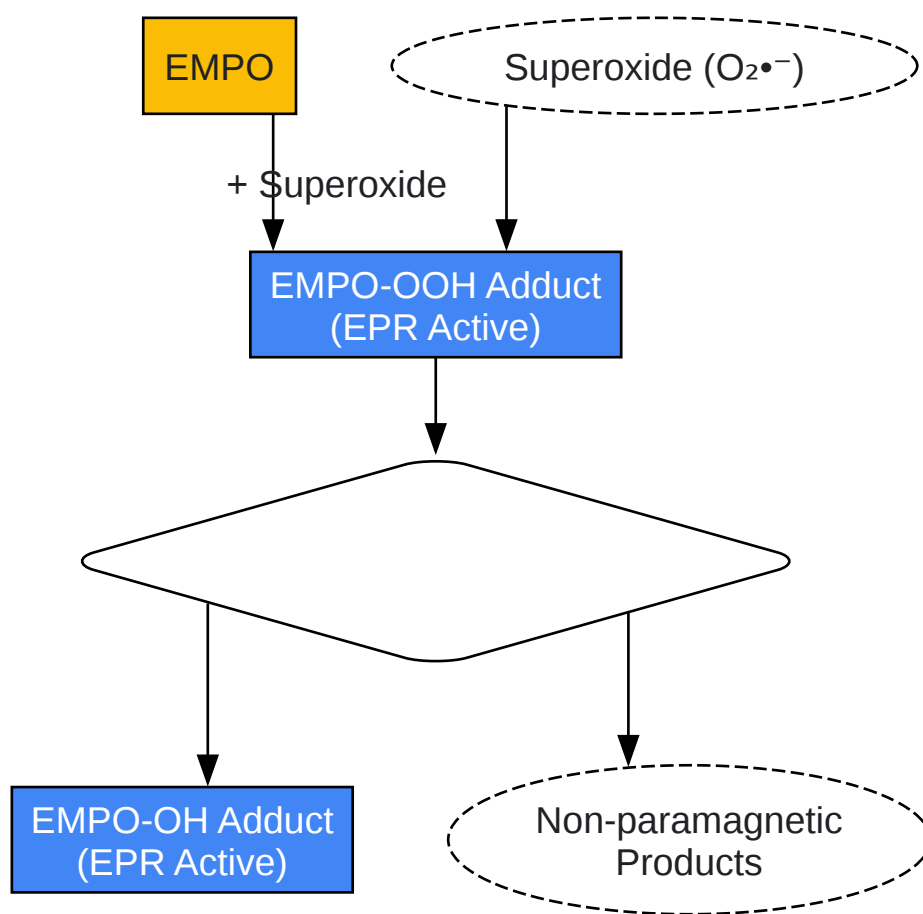 EMPO
Superoxide (O₂•⁻)
+ Superoxide
EMPO-OOH Adduct
(EPR Active)
EMPO-OH Adduct
(EPR Active)
Non-paramagnetic
Products